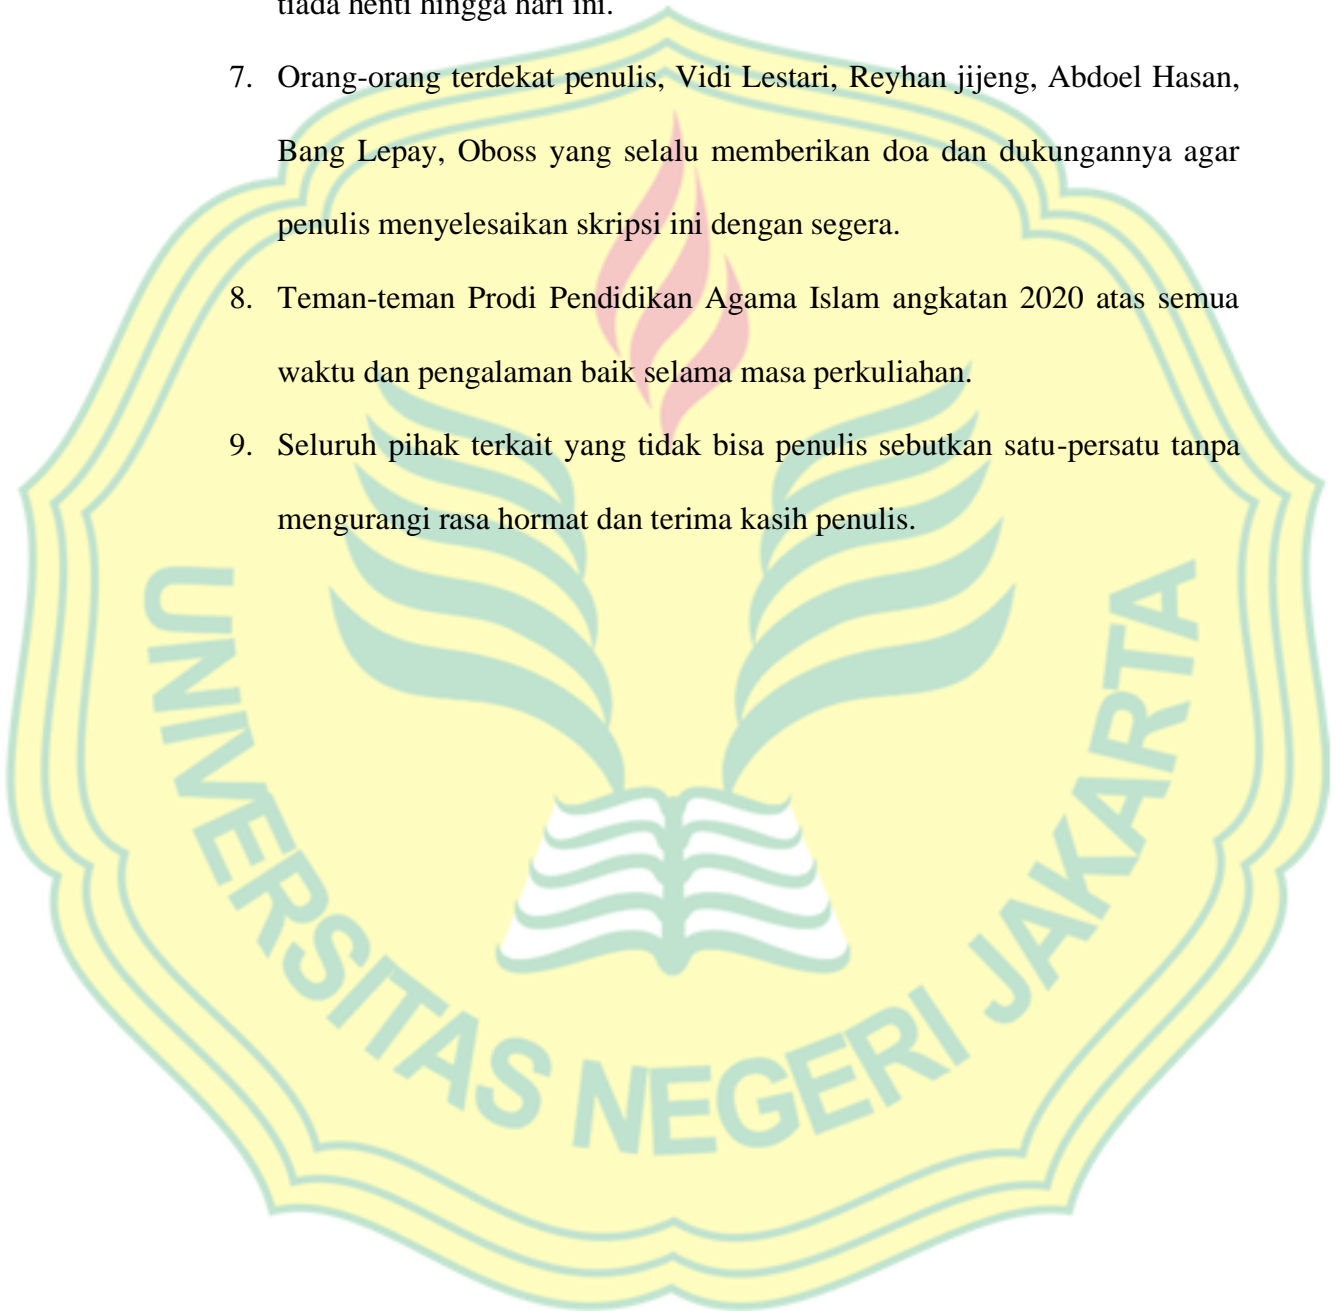 tiada henti hingga hari ini.
7. Orang-orang terdekat penulis, Vidi Lestari, Reyhan jijeng, Abdoel Hasan,
Bang Lepay, Oboss yang selalu memberikan doa dan dukungannya agar
penulis menyelesaikan skripsi ini dengan segera.
8. Teman-teman Prodi Pendidikan Agama Islam angkatan 2020 atas semua
waktu dan pengalaman baik selama masa perkuliahan.
9. Seluruh pihak terkait yang tidak bisa penulis sebutkan satu-persatu tanpa
mengurangi rasa hormat dan terima kasih penulis.
UNIVERSITAS NEGERI JAKARTA